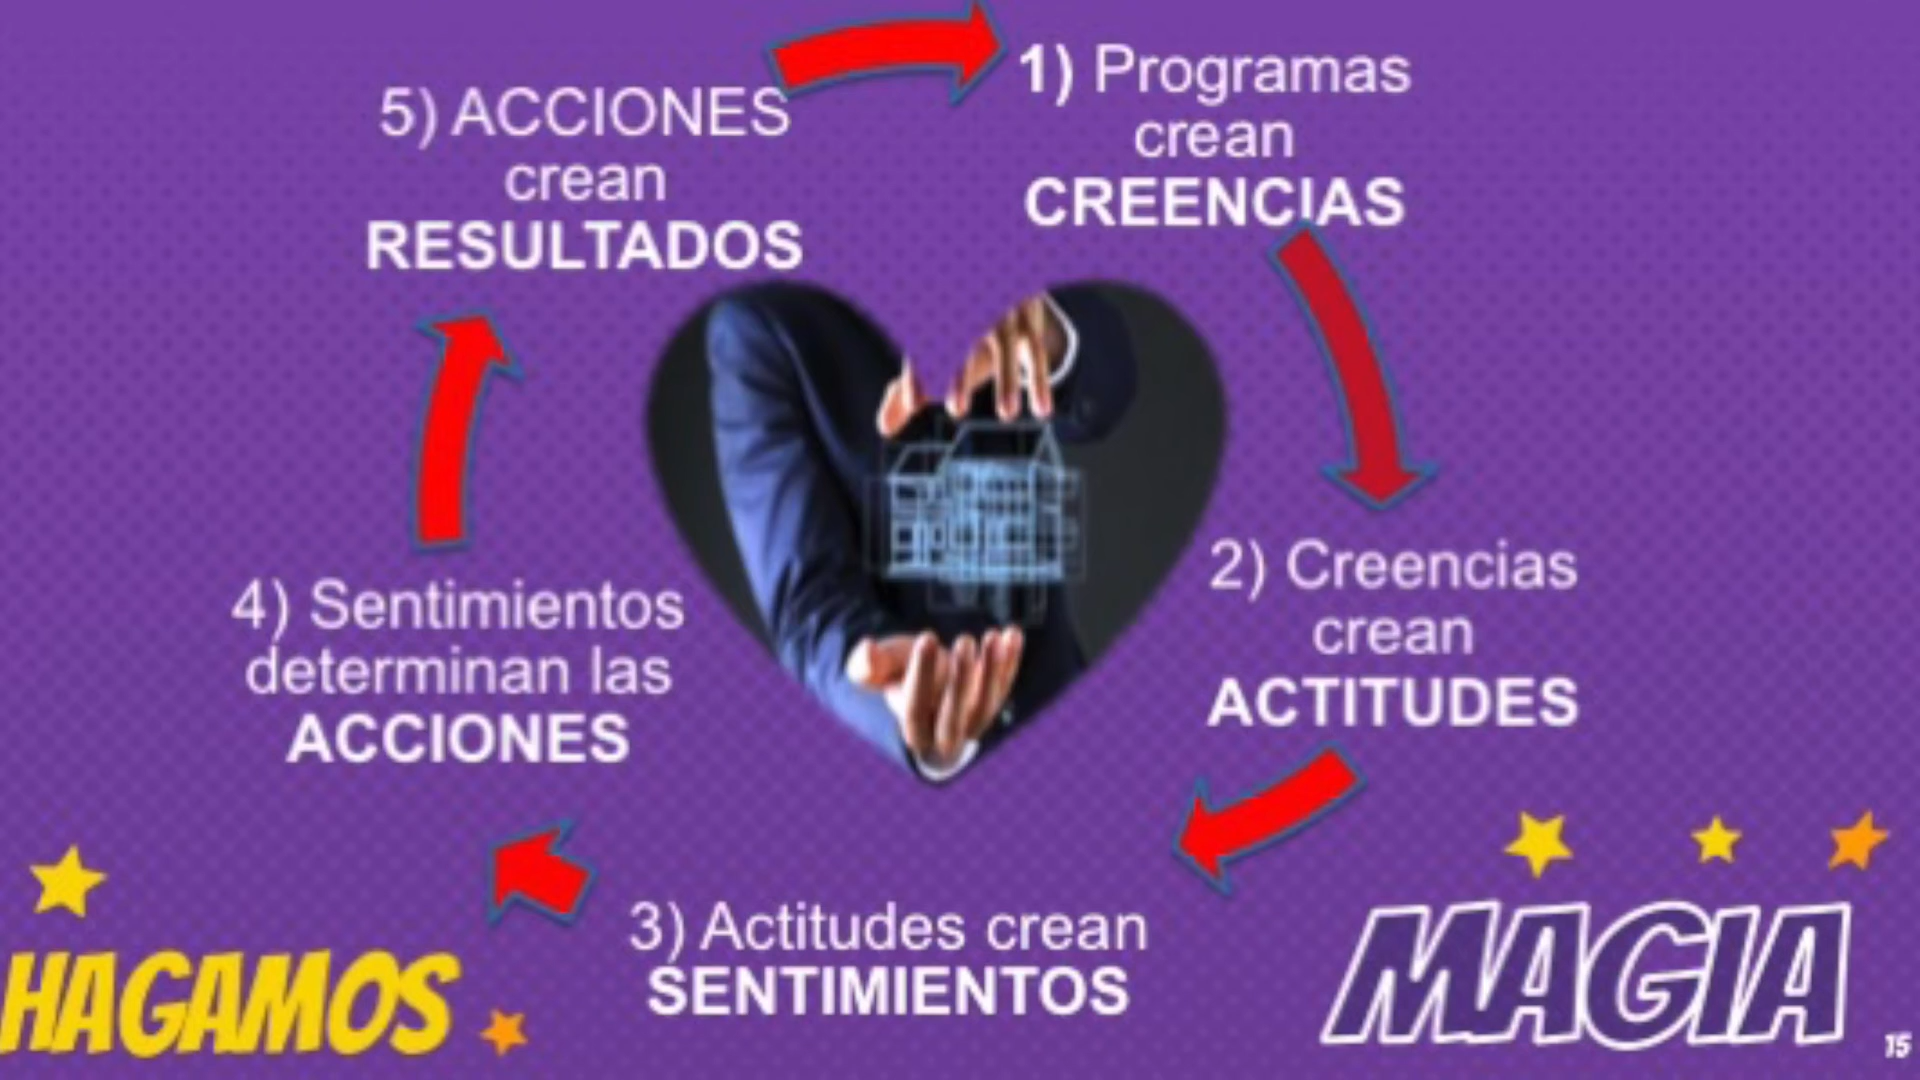 1) Programas
crean
CREENCIAS
2) Creencias
crean
ACTITUDES
3) Actitudes crean
SENTIMIENTOS
4) Sentimientos
determinan las
ACCIONES
5) ACCIONES
crean
RESULTADOS
HAGAMOS
MAGIA
15